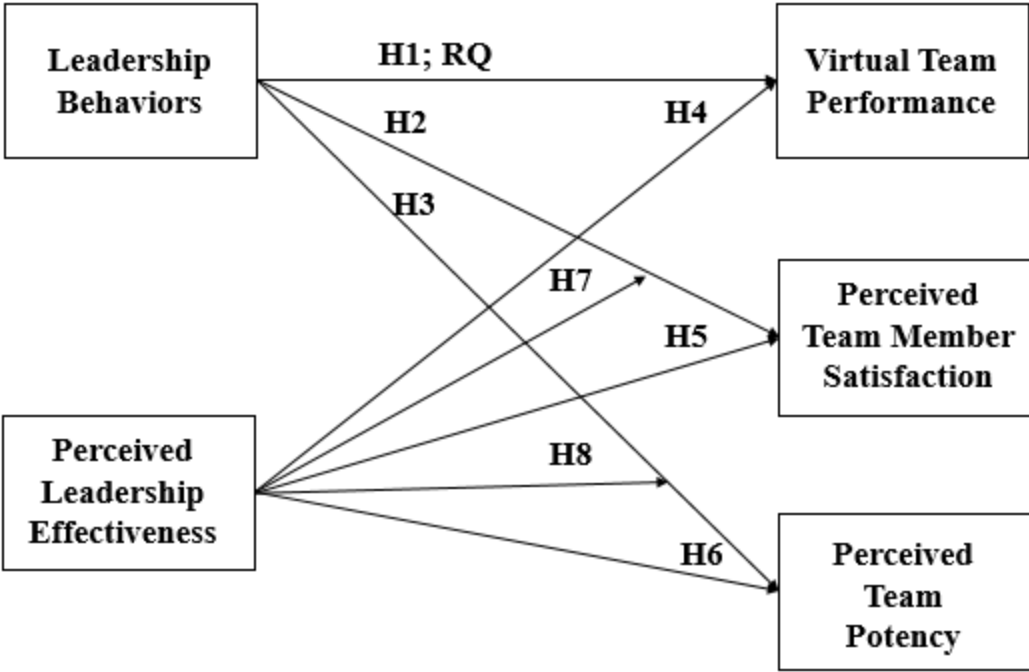 Leadership
Behaviors
H1; RQ
Virtual Team
Performance
H4
H2
H3
H7
Perceived
Team Member
Satisfaction
H5
Perceived
Leadership
Effectiveness
H8
H6
Perceived
Team
Potency